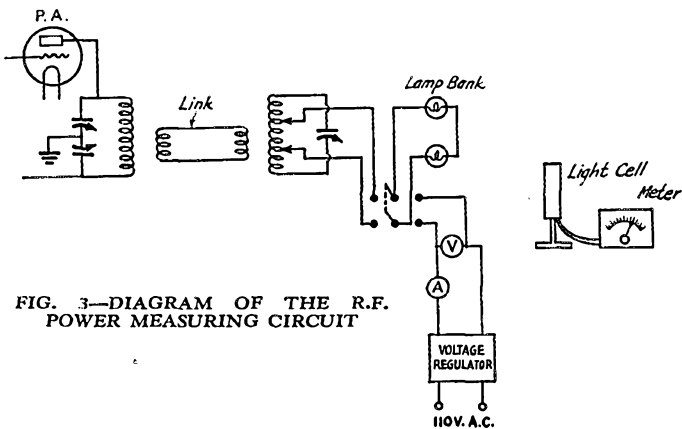 P.A.
Link
Lamp Bank
Light Cell
Meter
V
A
FIG. 3—DIAGRAM OF THE R.F.
POWER MEASURING CIRCUIT
VOLTAGE
REGULATOR
110V. A.C.